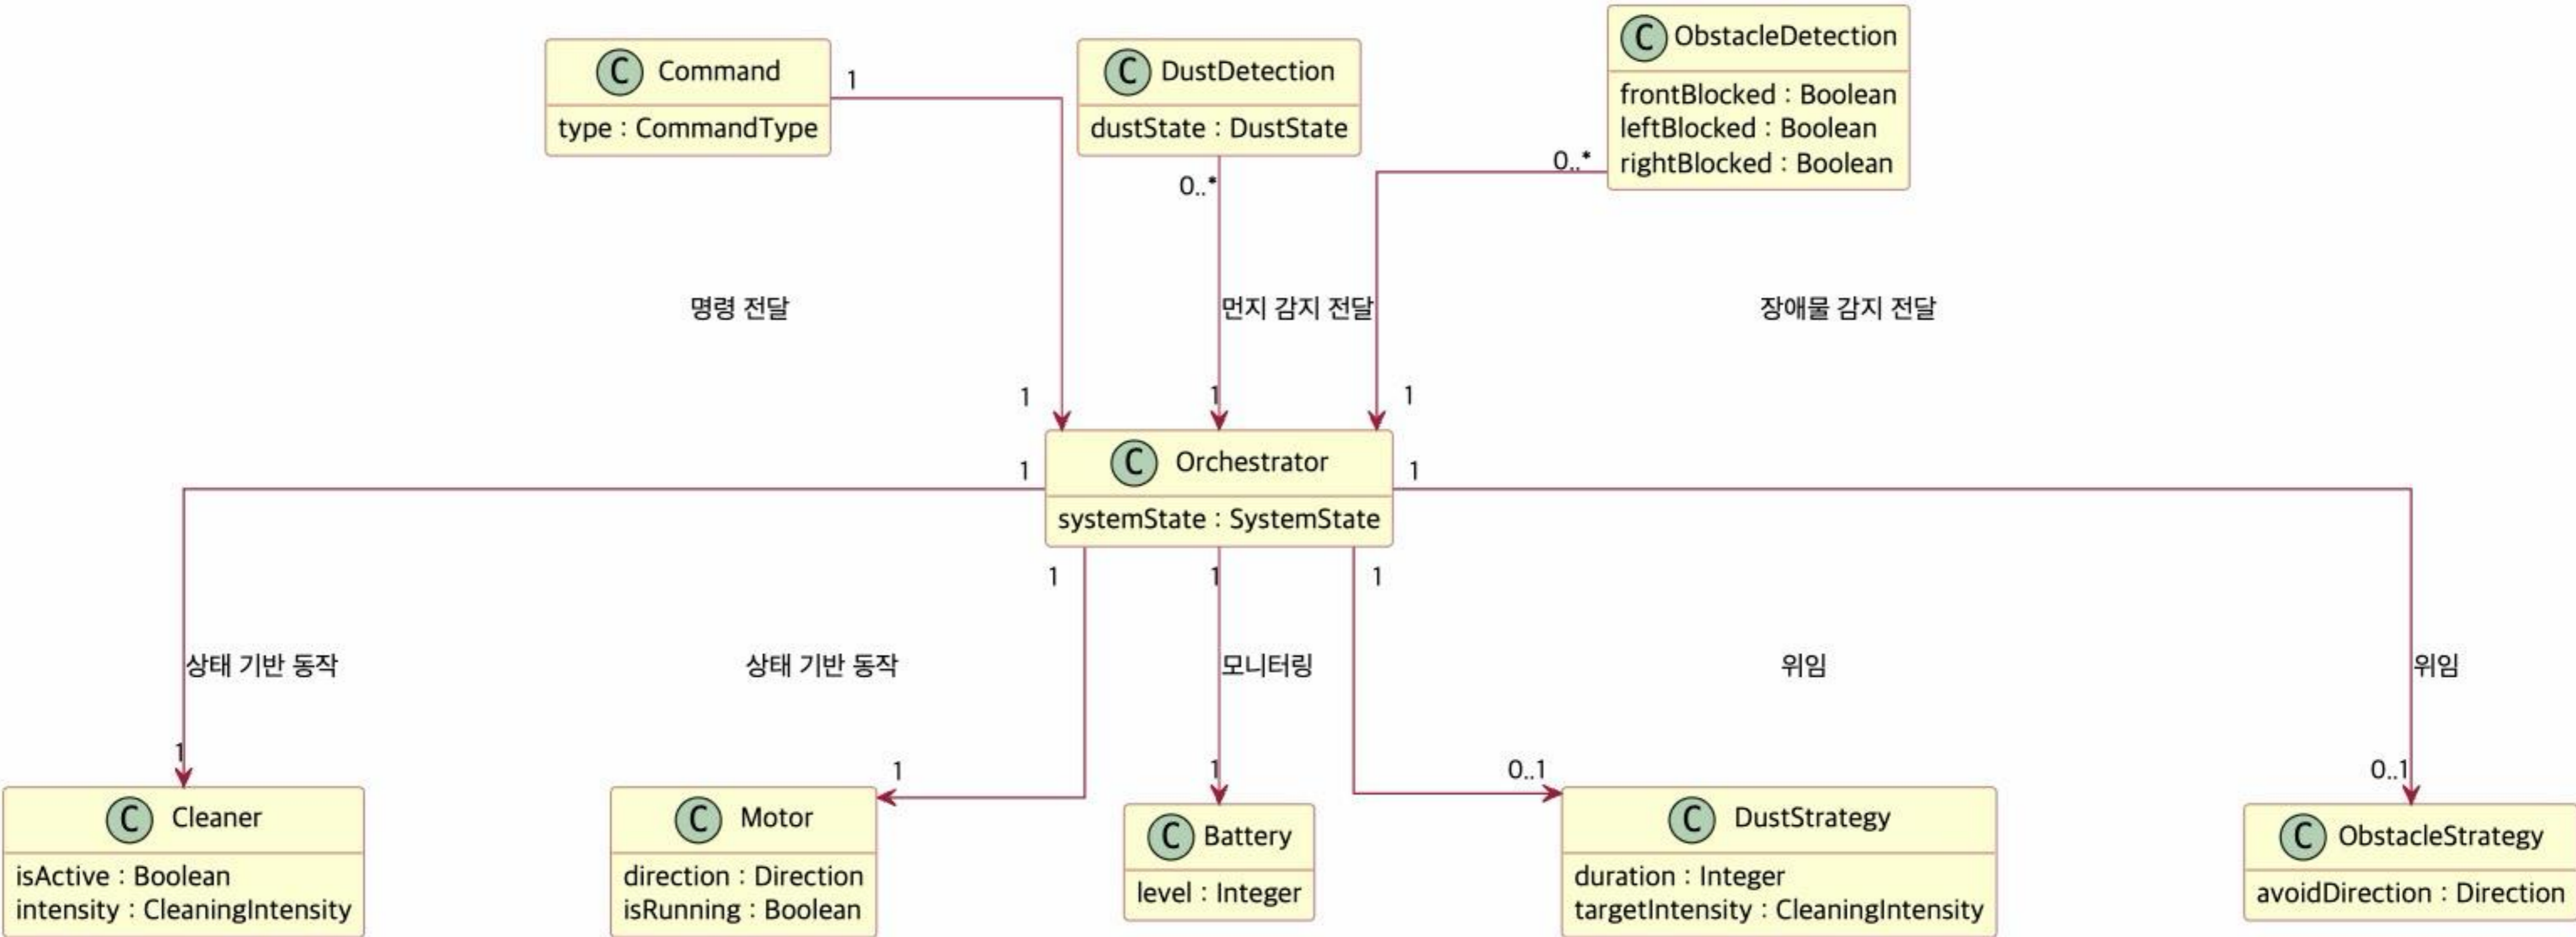 C ObstacleDetection
frontBlocked : Boolean
leftBlocked : Boolean
rightBlocked : Boolean
C Command
type : CommandType
C DustDetection
dustState : DustState
1
0..*
0..*
명령 전달
먼지 감지 전달
장애물 감지 전달
1
1
1
C Orchestrator
systemState : SystemState
1
1
1
1
1
상태 기반 동작
상태 기반 동작
모니터링
위임
위임
1
1
1
0..1
0..1
C Cleaner
isActive : Boolean
intensity : CleaningIntensity
C Motor
direction : Direction
isRunning : Boolean
C Battery
level : Integer
C DustStrategy
duration : Integer
targetIntensity : CleaningIntensity
C ObstacleStrategy
avoidDirection : Direction